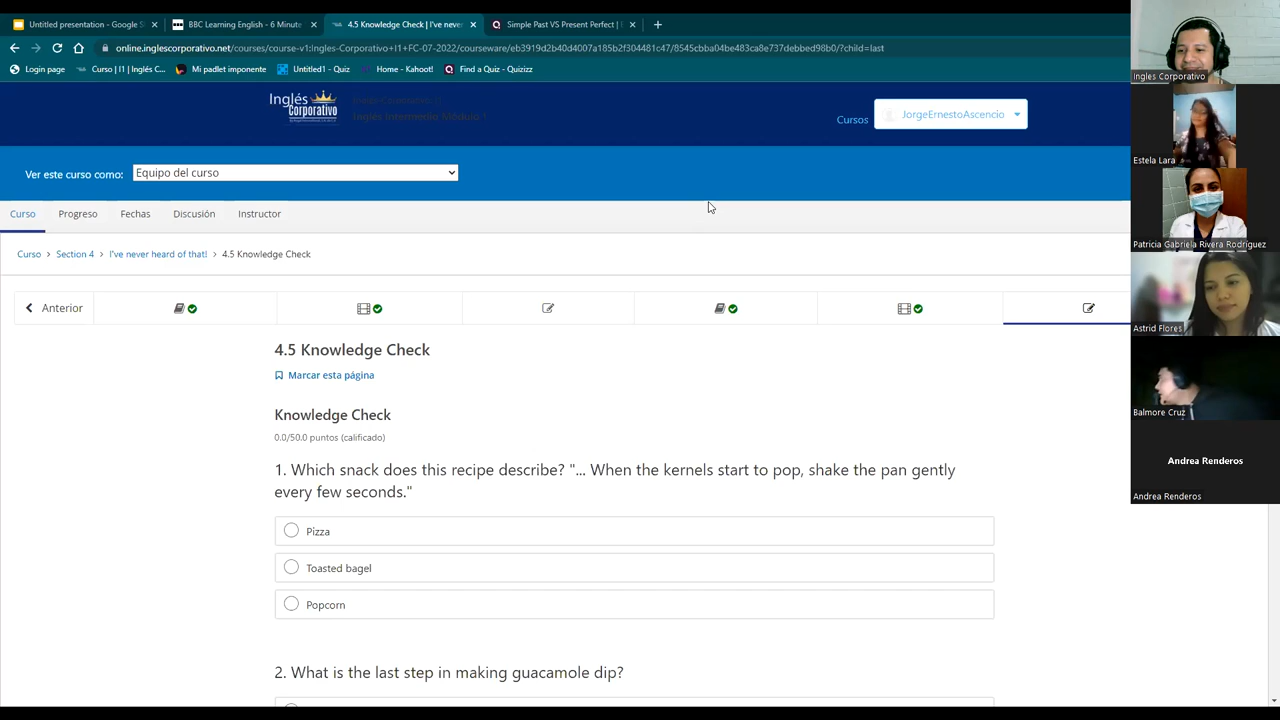 Untitled presentation - Google S
BBC Learning English - 6 Minute
4.5 Knowledge Check | I've never
Simple Past VS Present Perfect |
online.inglescorporativo.net/courses/course-v1:Ingles-Corporativo+I1+FC-07-2022/courseware/eb3919d2b40d4007a185b2f304481c47/8545cbba04be483ca8e737debbed98b0/?child=last
Login page
Curso | I1 | Inglés C...
Mi padlet imponente
Untitled1 - Quiz
Home - Kahoot!
Find a Quiz - Quizizz
Inglés
Corporativo
Inglés Intermedio Módulo 1
Cursos
JorgeErnestoAscencio
Ver este curso como:
Equipo del curso
Curso
Progreso
Fechas
Discusión
Instructor
Curso > Section 4 > I've never heard of that! > 4.5 Knowledge Check
Anterior
4.5 Knowledge Check
Marcar esta página
Knowledge Check
0.0/50.0 puntos (calificado)
1. Which snack does this recipe describe? "... When the kernels start to pop, shake the pan gently
every few seconds."
Pizza
Toasted bagel
Popcorn
2. What is the last step in making guacamole dip?
Ingles Corporativo
Estela Lara
Patricia Gabriela Rivera Rodríguez
Astrid Flores
Balmore Cruz
Andrea Renderos
Andrea Renderos